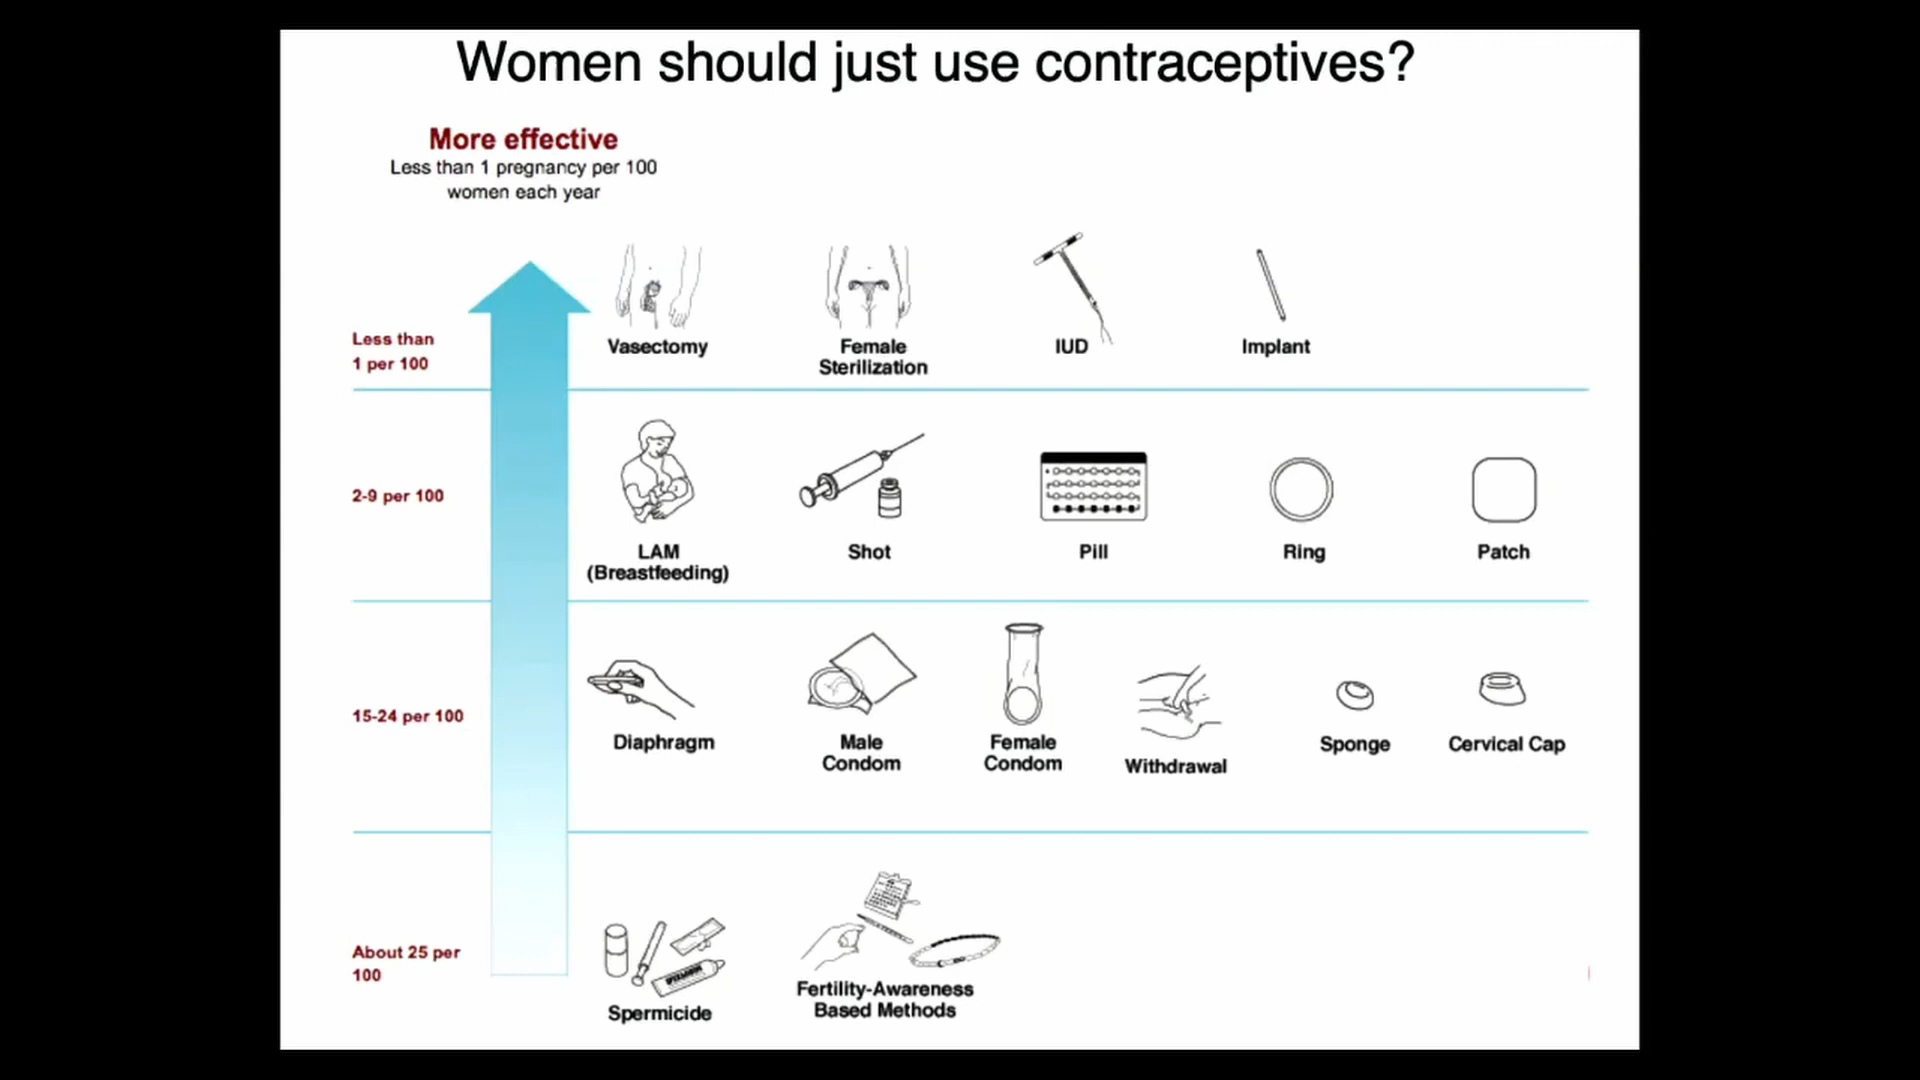 Women should just use contraceptives?
More effective
Less than 1 pregnancy per 100
women each year
Less than
1 per 100
Vasectomy
Female
Sterilization
IUD
Implant
2-9 per 100
LAM
(Breastfeeding)
Shot
Pill
Ring
Patch
15-24 per 100
Diaphragm
Male
Condom
Female
Condom
Withdrawal
Sponge
Cervical Cap
About 25 per
100
Spermicide
Fertility-Awareness
Based Methods